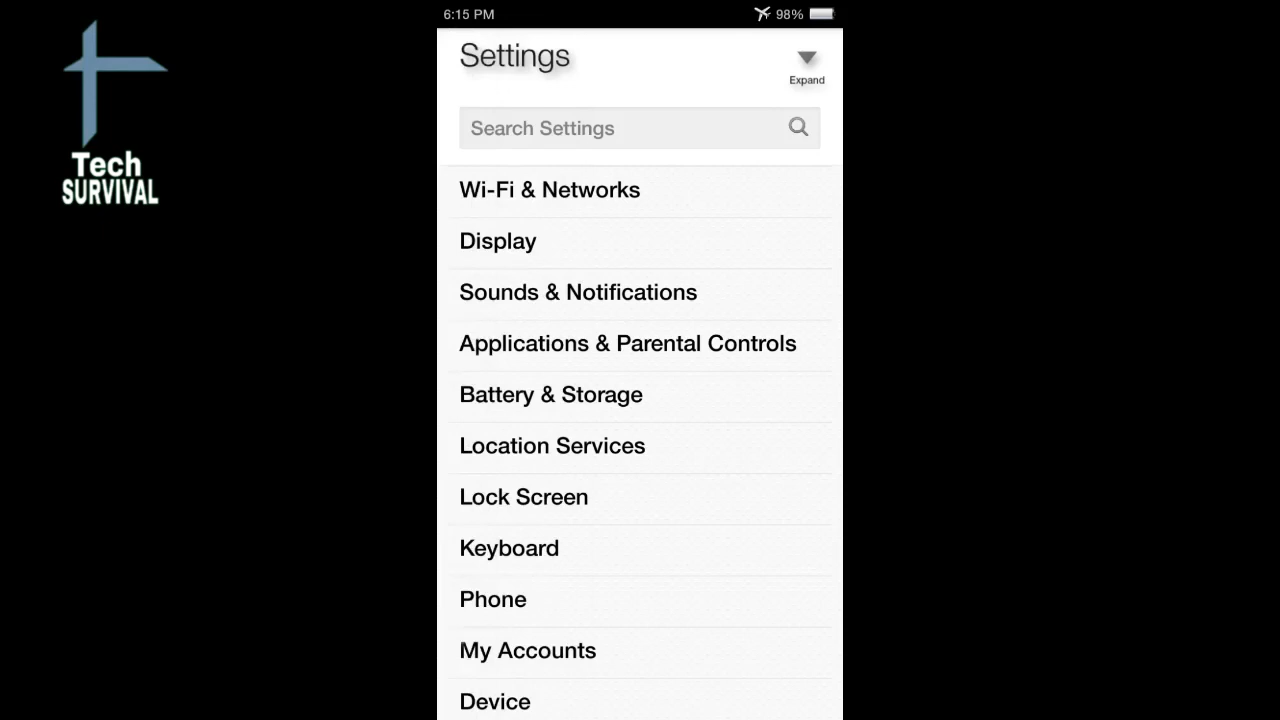 6:15 PM
98%
Tech
SURVIVAL
Settings
Expand
Search Settings
Wi-Fi & Networks
Display
Sounds & Notifications
Applications & Parental Controls
Battery & Storage
Location Services
Lock Screen
Keyboard
Phone
My Accounts
Device